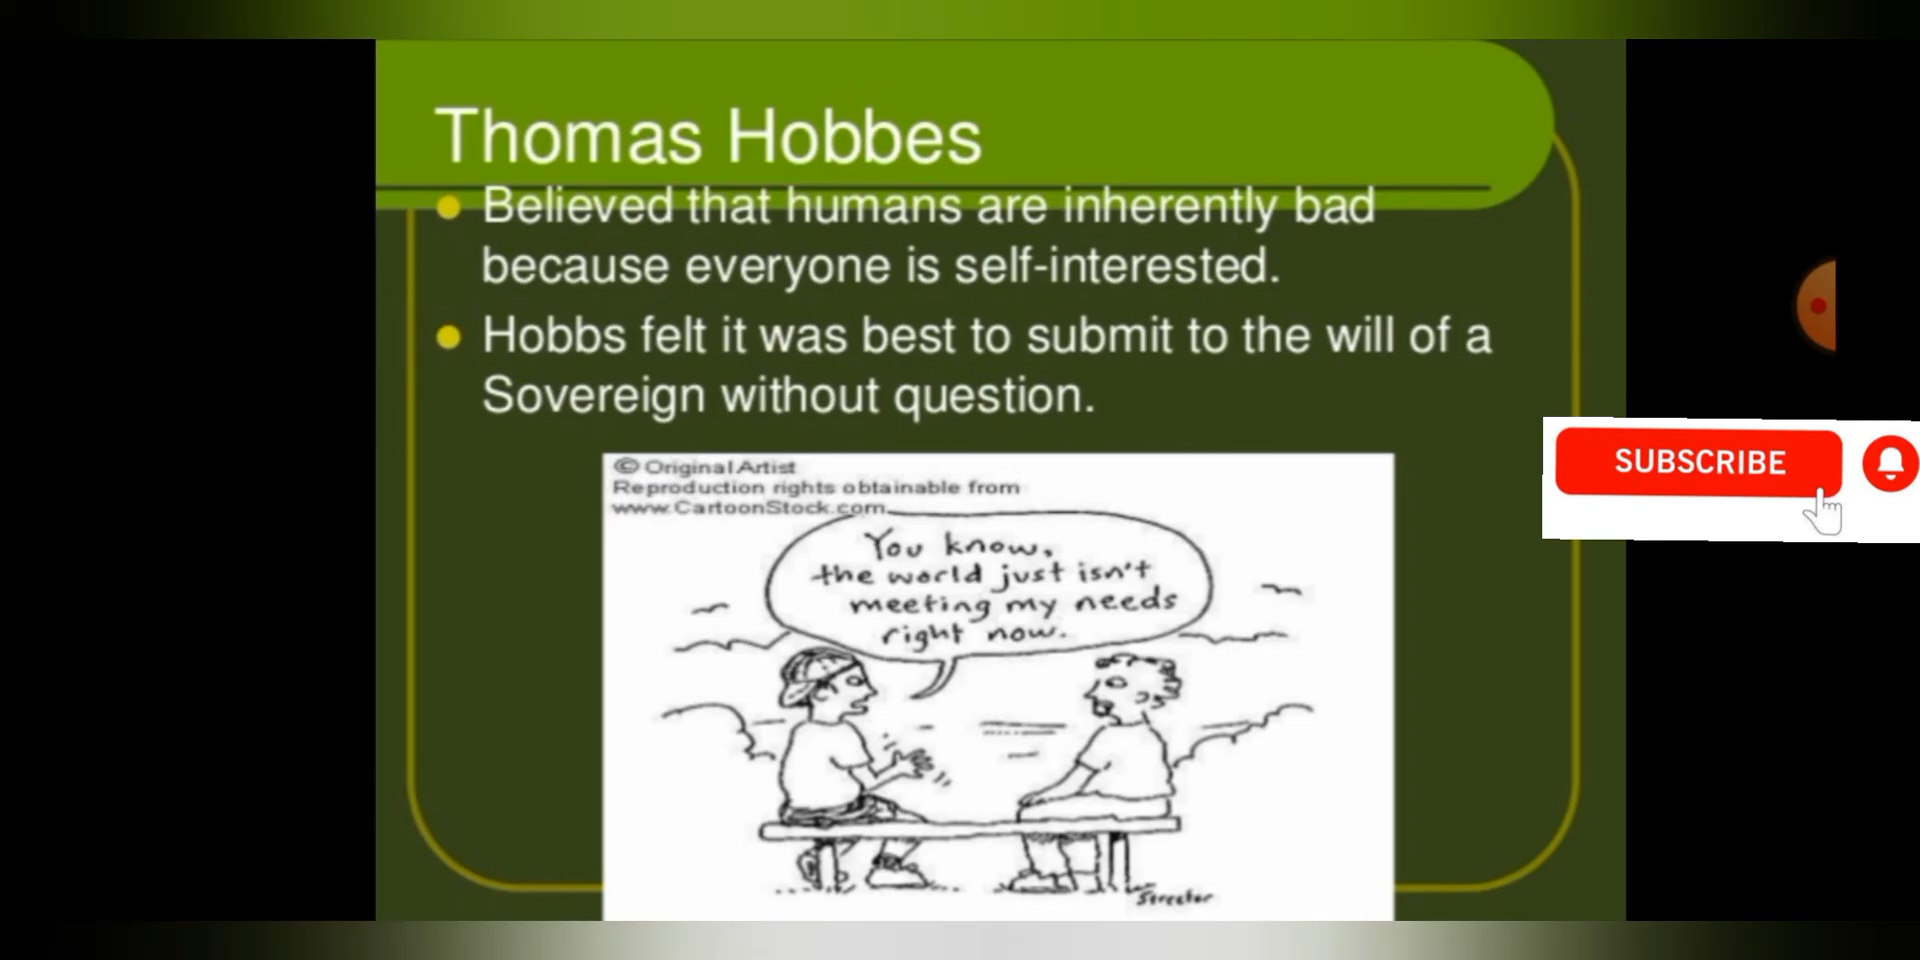 Thomas Hobbes
Believed that humans are inherently bad
because everyone is self-interested.
Hobbs felt it was best to submit to the will of a
Sovereign without question.
© Original Artist
Reproduction rights obtainable from
www.CartoonStock.com
You know,
the world just isn't
meeting my needs
right now.
Streeter
SUBSCRIBE